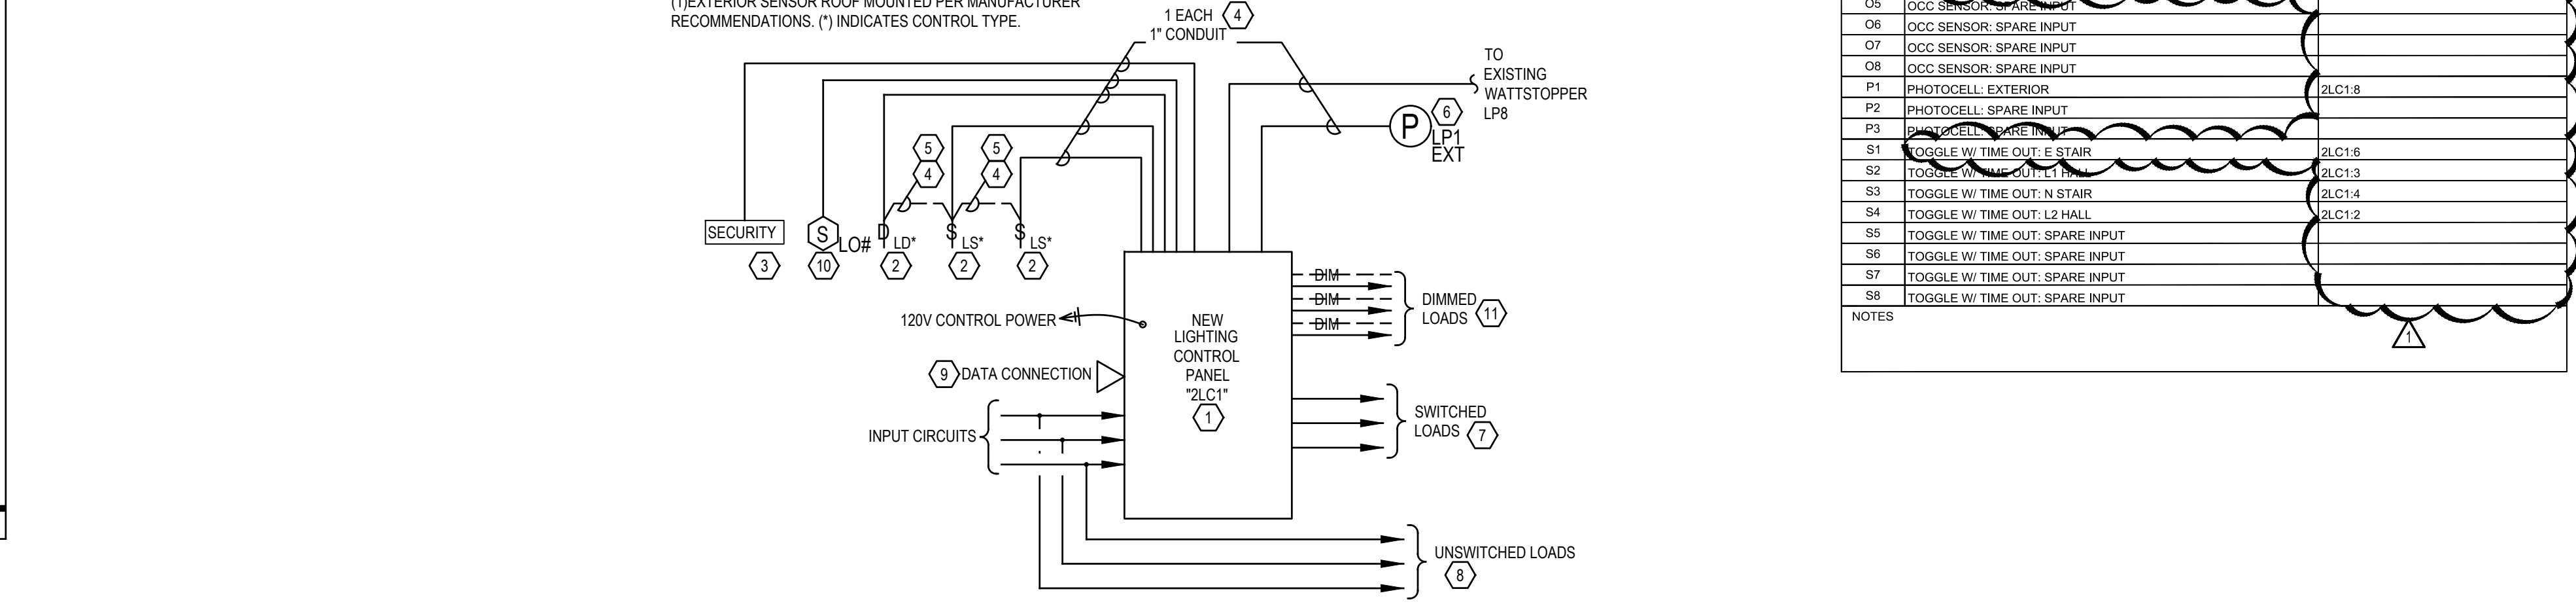 (1)EXTERIOR SENSOR ROOF MOUNTED PER MANUFACTURER
RECOMMENDATIONS. (*) INDICATES CONTROL TYPE.
1 EACH 4
1" CONDUIT
TO
EXISTING
WATTSTOPPER
LP8
P
6
LP1
EXT
5
4
5
4
SECURITY
3
S
LO#
10
D
LD*
2
S
LS*
2
S
LS*
2
120V CONTROL POWER
9 DATA CONNECTION
INPUT CIRCUITS
NEW
LIGHTING
CONTROL
PANEL
"2LC1"
1
DIM
DIM
DIM
DIMMED
LOADS 11
SWITCHED
LOADS 7
UNSWITCHED LOADS
8
O5 OCC SENSOR: SPARE INPUT
O6 OCC SENSOR: SPARE INPUT
O7 OCC SENSOR: SPARE INPUT
O8 OCC SENSOR: SPARE INPUT
P1 PHOTOCELL: EXTERIOR 2LC1:8
P2 PHOTOCELL: SPARE INPUT
P3 PHOTOCELL: SPARE INPUT
S1 TOGGLE W/ TIME OUT: E STAIR 2LC1:6
S2 TOGGLE W/ TIME OUT: L1 HALL 2LC1:3
S3 TOGGLE W/ TIME OUT: N STAIR 2LC1:4
S4 TOGGLE W/ TIME OUT: L2 HALL 2LC1:2
S5 TOGGLE W/ TIME OUT: SPARE INPUT
S6 TOGGLE W/ TIME OUT: SPARE INPUT
S7 TOGGLE W/ TIME OUT: SPARE INPUT
S8 TOGGLE W/ TIME OUT: SPARE INPUT
NOTES
1